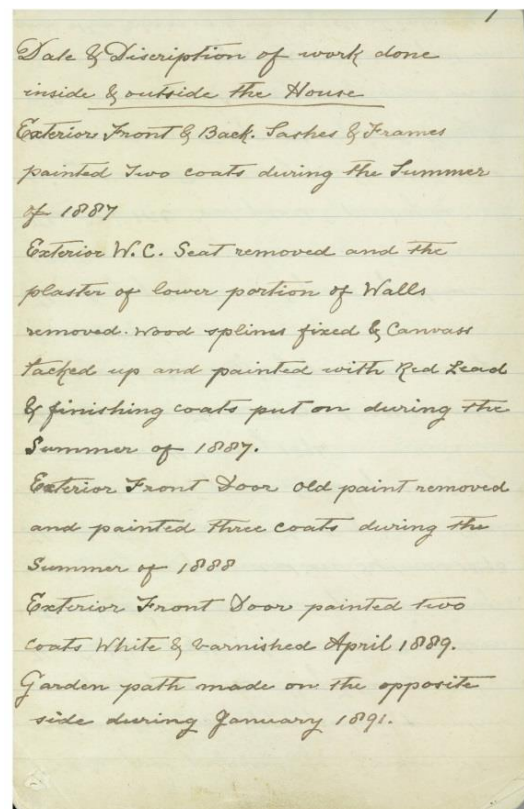 1
Date & Discription of work done
inside & outside the House
Exterior Front & Back. Sashes & Frames
painted Two coats during the Summer
of 1887
Exterior W.C. Seat removed and the
plaster of lower portion of Walls
removed. Wood splines fixed & Canvass
tacked up and painted with Red Lead
& finishing coats put on during the
Summer of 1887.
Exterior Front Door old paint removed
and painted three coats during the
Summer of 1888
Exterior Front Door painted two
coats White & varnished April 1889.
Garden path made on the opposite
side during January 1891.